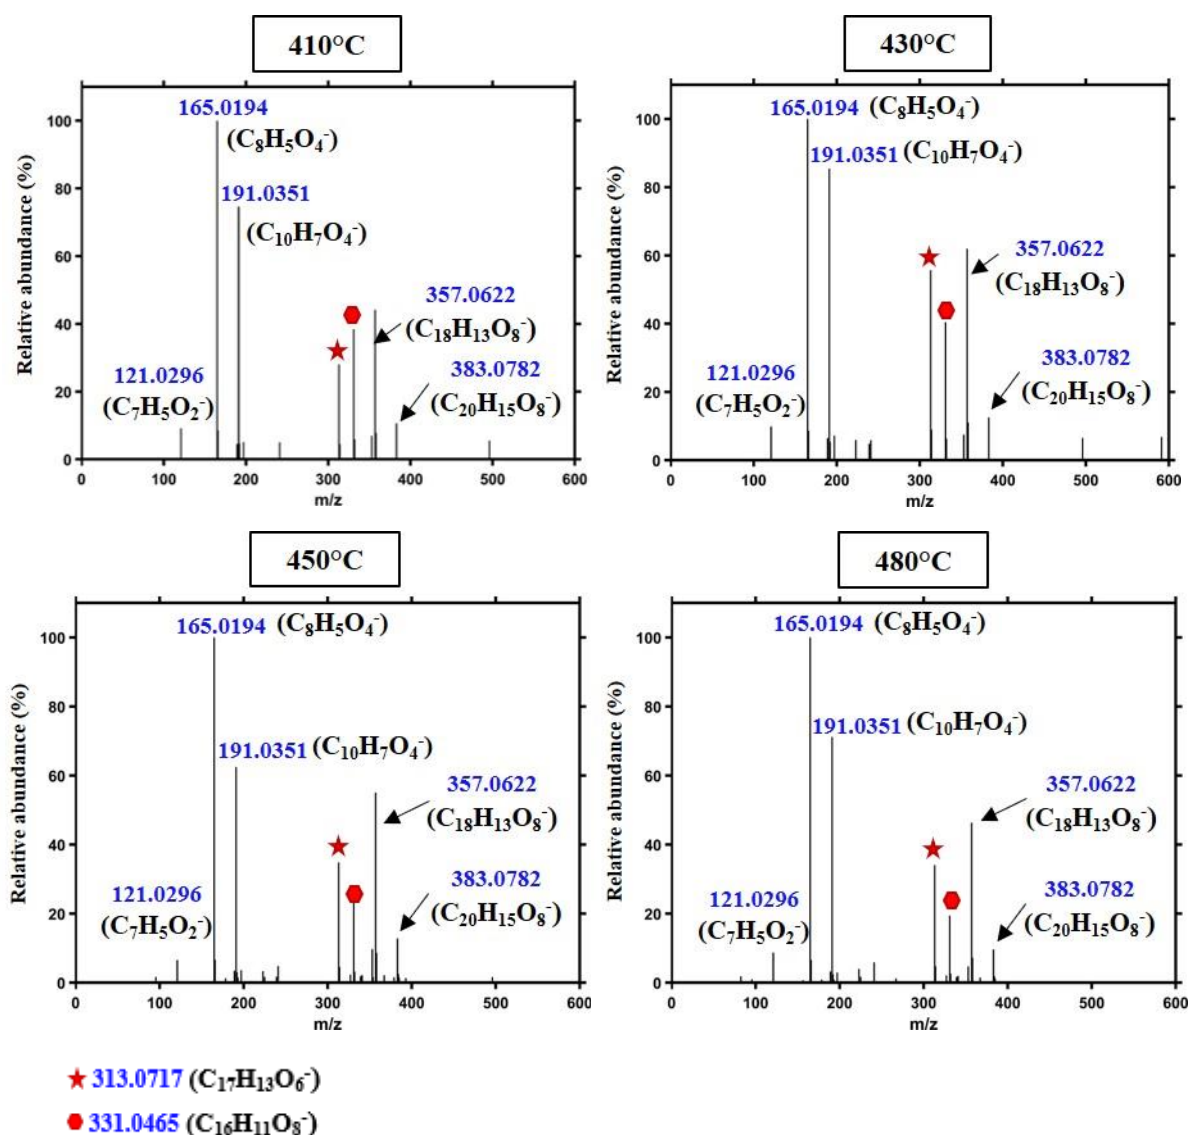 410°C
Relative abundance (%)
100
80
60
40
20
0
165.0194
(C₈H₅O₄⁻)
191.0351
(C₁₀H₇O₄⁻)
357.0622
(C₁₈H₁₃O₈⁻)
121.0296
(C₇H₅O₂⁻)
383.0782
(C₂₀H₁₅O₈⁻)
0 100 200 300 400 500 600
m/z
430°C
Relative abundance (%)
100
80
60
40
20
0
165.0194 (C₈H₅O₄⁻)
191.0351 (C₁₀H₇O₄⁻)
357.0622
(C₁₈H₁₃O₈⁻)
121.0296
(C₇H₅O₂⁻)
383.0782
(C₂₀H₁₅O₈⁻)
0 100 200 300 400 500 600
m/z
450°C
Relative abundance (%)
100
80
60
40
20
0
165.0194 (C₈H₅O₄⁻)
191.0351 (C₁₀H₇O₄⁻)
357.0622
(C₁₈H₁₃O₈⁻)
121.0296
(C₇H₅O₂⁻)
383.0782
(C₂₀H₁₅O₈⁻)
0 100 200 300 400 500 600
m/z
480°C
Relative abundance (%)
100
80
60
40
20
0
165.0194 (C₈H₅O₄⁻)
191.0351 (C₁₀H₇O₄⁻)
357.0622
(C₁₈H₁₃O₈⁻)
121.0296
(C₇H₅O₂⁻)
383.0782
(C₂₀H₁₅O₈⁻)
0 100 200 300 400 500 600
m/z
313.0717 (C₁₇H₁₃O₆⁻)
331.0465 (C₁₆H₁₁O₈⁻)